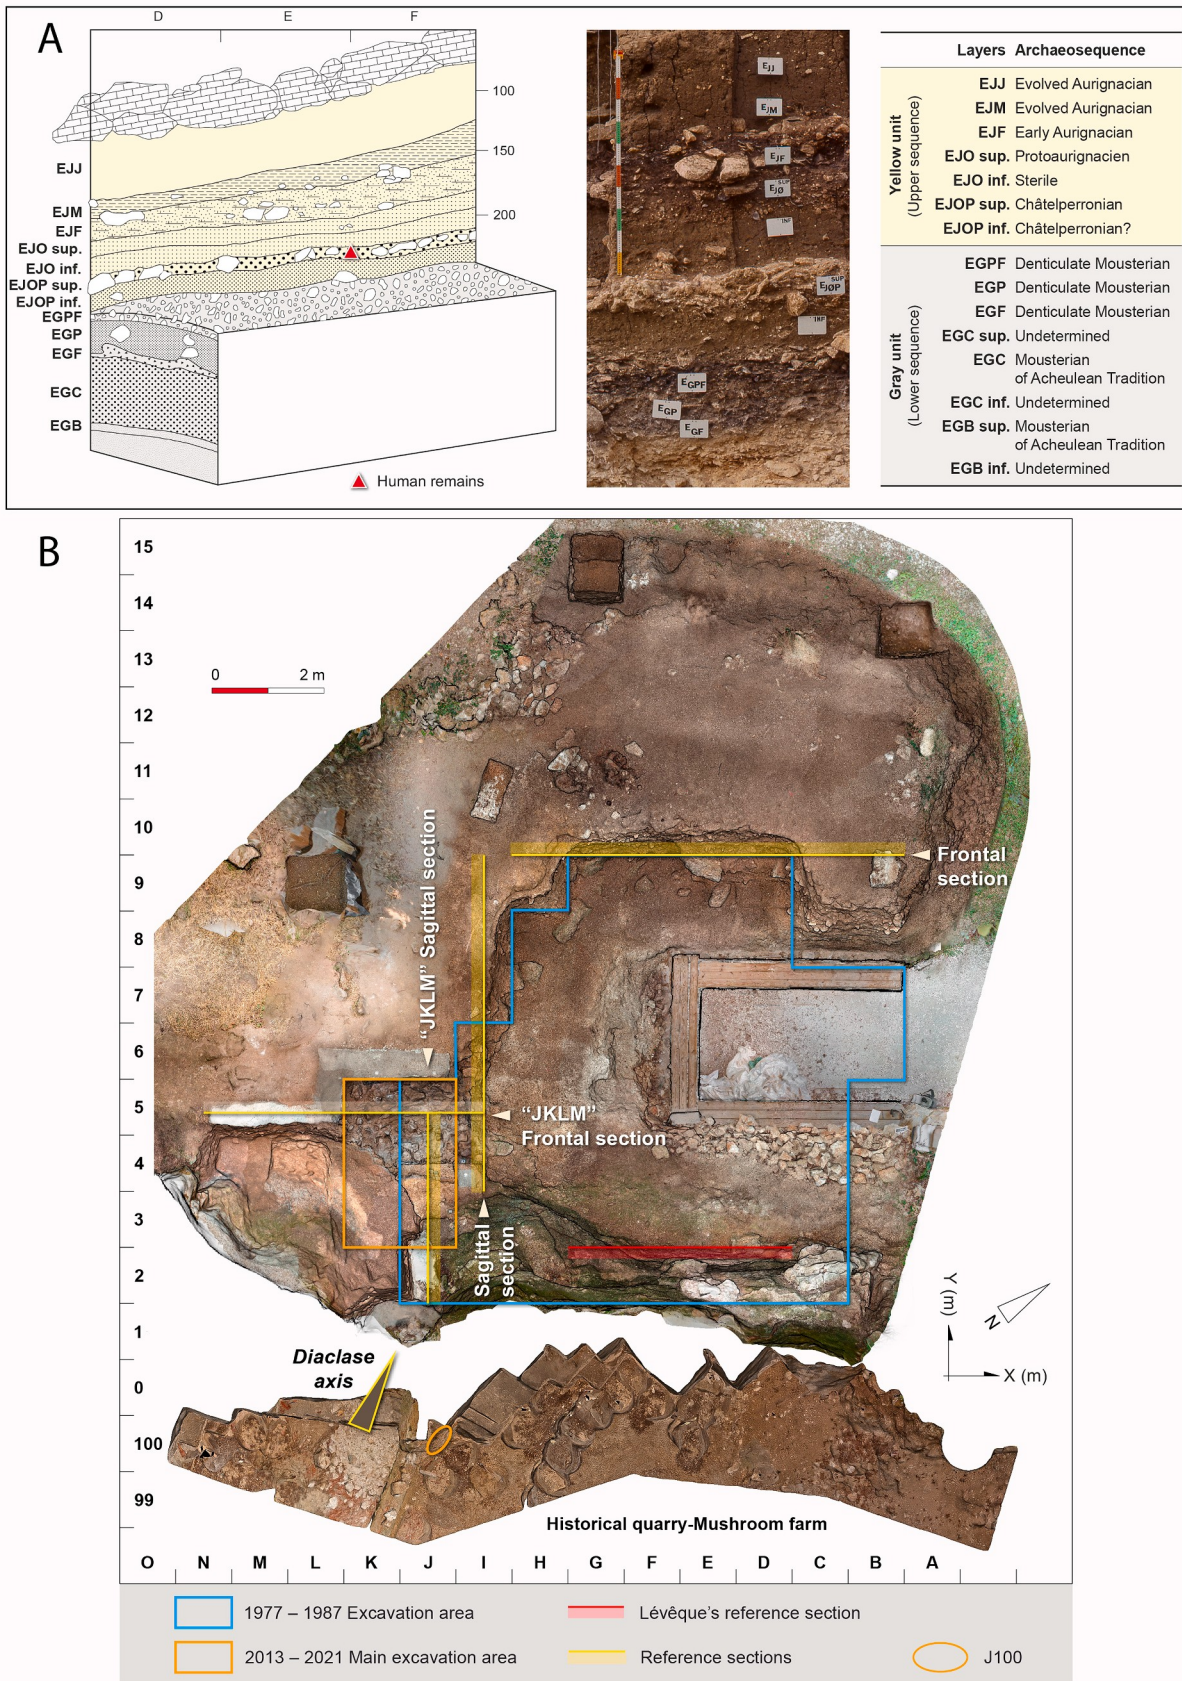 A
D E F
100
150
200
EJJ
EJM
EJF
EJO sup.
EJO inf.
EJOP sup.
EJOP inf.
EGPF
EGP
EGF
EGC
EGB
Human remains
EJJ
EJM
EJF
EJØ SUP
INF
EJØP SUP
INF
EGPF
EGP
EGF
Layers Archaeosequence
Yellow unit
(Upper sequence)
EJJ Evolved Aurignacian
EJM Evolved Aurignacian
EJF Early Aurignacian
EJO sup. Protoaurignacien
EJO inf. Sterile
EJOP sup. Châtelperronian
EJOP inf. Châtelperronian?
Gray unit
(Lower sequence)
EGPF Denticulate Mousterian
EGP Denticulate Mousterian
EGF Denticulate Mousterian
EGC sup. Undetermined
EGC Mousterian
of Acheulean Tradition
EGC inf. Undetermined
EGB sup. Mousterian
of Acheulean Tradition
EGB inf. Undetermined
B
15
14
13
12
11
10
9
8
7
6
5
4
3
2
1
0
100
99
0 2 m
"JKLM" Sagittal section
Frontal
section
"JKLM"
Frontal section
Sagittal
section
Diaclase
axis
Y (m)
X (m)
N
Historical quarry-Mushroom farm
O N M L K J I H G F E D C B A
1977 – 1987 Excavation area
Lévêque's reference section
2013 – 2021 Main excavation area
Reference sections
J100